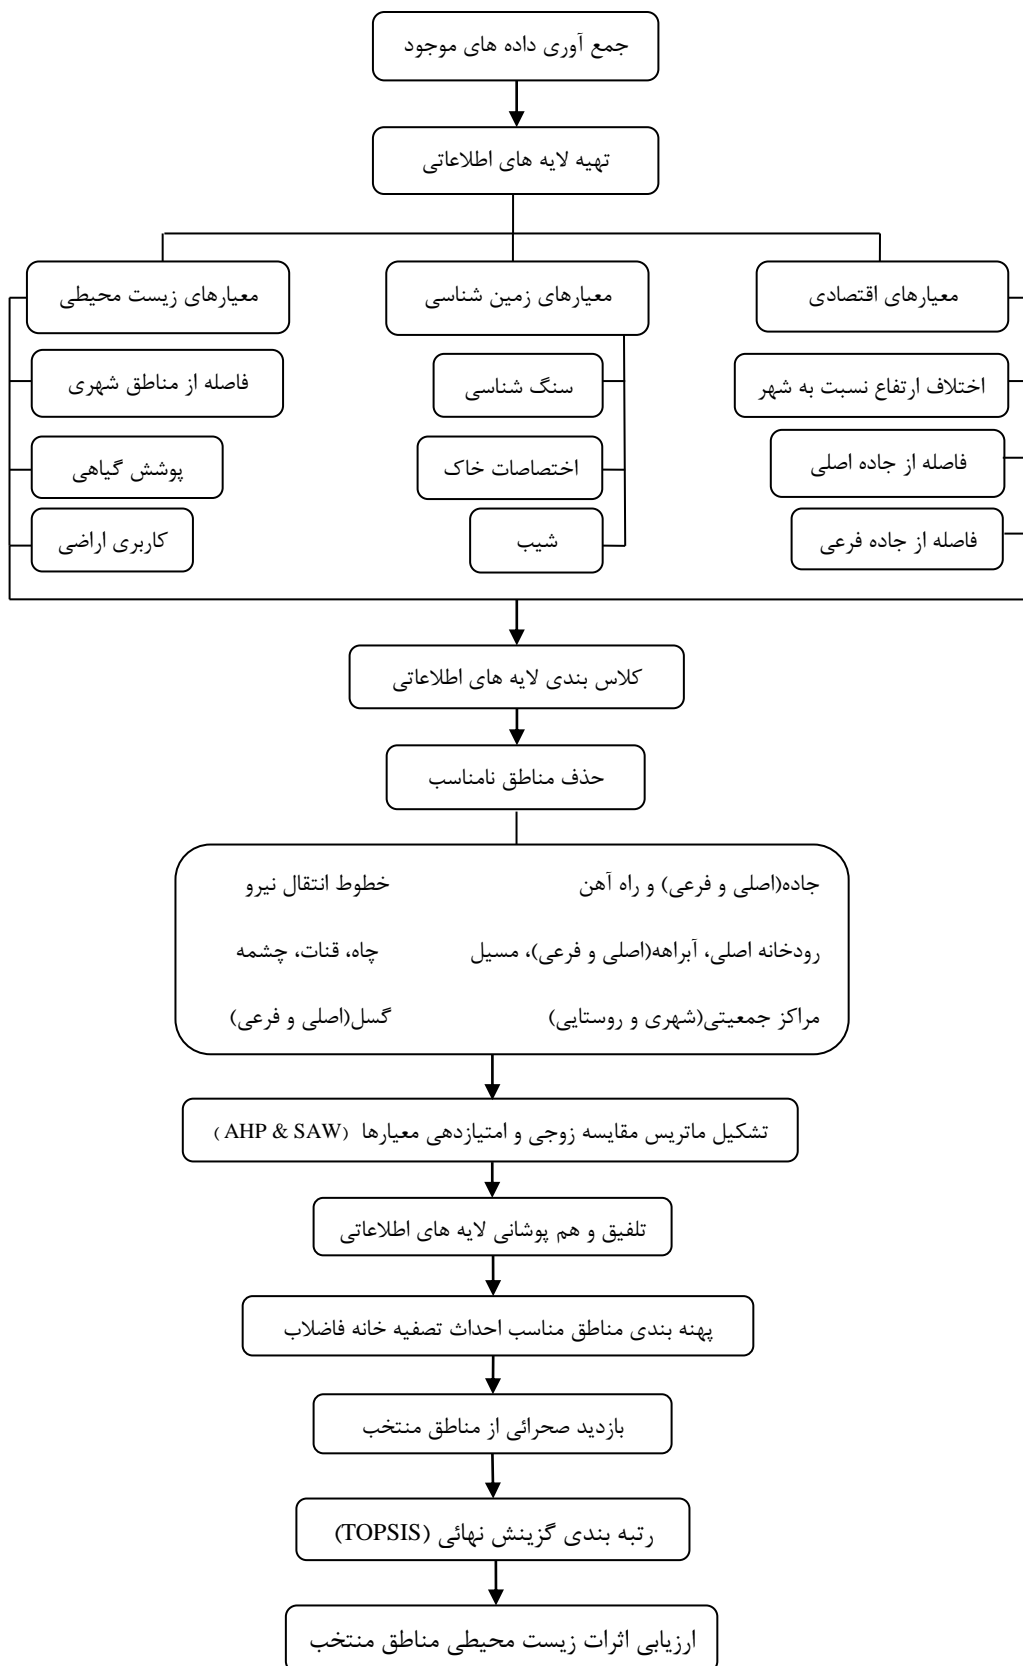 جمع آوری داده های موجود
تهیه لایه های اطلاعاتی
معیارهای اقتصادی
معیارهای زمین شناسی
معیارهای زیست محیطی
اختلاف ارتفاع نسبت به شهر
سنگ شناسی
فاصله از مناطق شهری
فاصله از جاده اصلی
اختصاصات خاک
پوشش گیاهی
فاصله از جاده فرعی
شیب
کاربری اراضی
کلاس بندی لایه های اطلاعاتی
حذف مناطق نامناسب
جاده(اصلی و فرعی) و راه آهن
خطوط انتقال نیرو
رودخانه اصلی، آبراهه(اصلی و فرعی)، مسیل
چاه، قنات، چشمه
مراکز جمعیتی(شهری و روستایی)
گسل(اصلی و فرعی)
تشکیل ماتریس مقایسه زوجی و امتیازدهی معیارها (AHP & SAW)
تلفیق و هم پوشانی لایه های اطلاعاتی
پهنه بندی مناطق مناسب احداث تصفیه خانه فاضلاب
بازدید صحرائی از مناطق منتخب
رتبه بندی گزینش نهائی (TOPSIS)
ارزیابی اثرات زیست محیطی مناطق منتخب